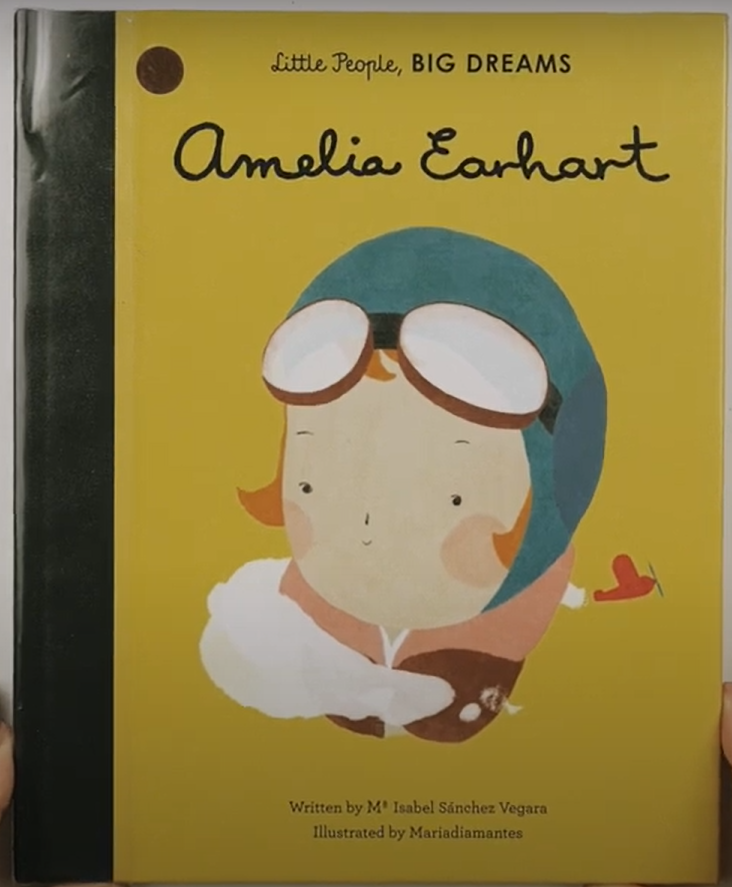 Little People, BIG DREAMS
Amelia Earhart
Written by Mª Isabel Sánchez Vegara
Illustrated by Mariadiamantes